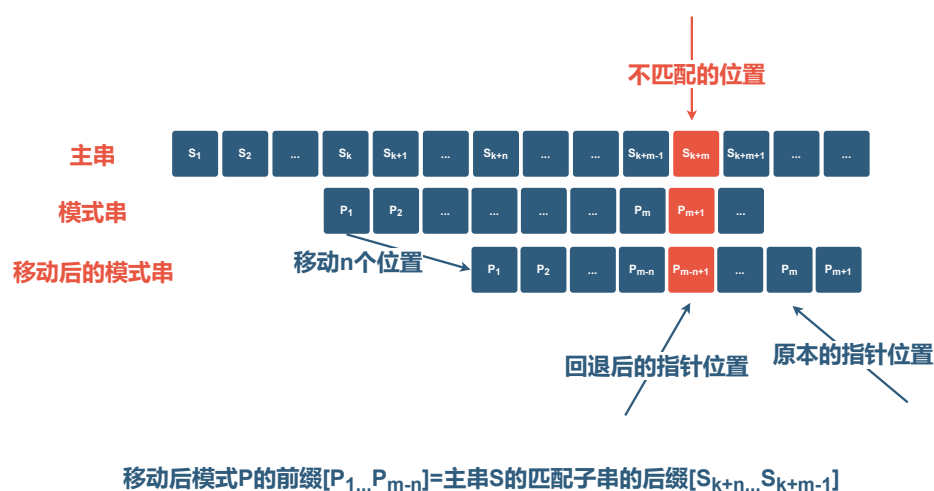 不匹配的位置
主串 S1 S2 ... Sk Sk+1 ... Sk+n ... ... Sk+m-1 Sk+m Sk+m+1 ... ...
模式串 P1 P2 ... ... ... ... Pm Pm+1 ...
移动后的模式串 移动n个位置 P1 P2 ... Pm-n Pm-n+1 ... Pm Pm+1
回退后的指针位置 原本的指针位置
移动后模式P的前缀[P1...Pm-n]=主串S的匹配子串的后缀[Sk+n...Sk+m-1]